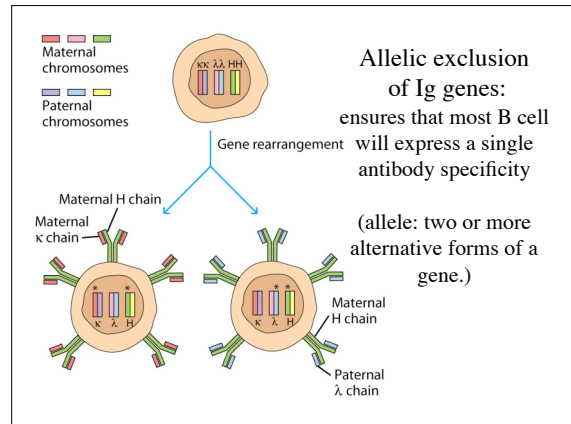 Maternal
chromosomes
Paternal
chromosomes
κκ λλ HH
Gene rearrangement
Allelic exclusion
of Ig genes:
ensures that most B cell
will express a single
antibody specificity
(allele: two or more
alternative forms of a
gene.)
Maternal H chain
Maternal
κ chain
* *
κ λ H
* *
κ λ H
Maternal
H chain
Paternal
λ chain